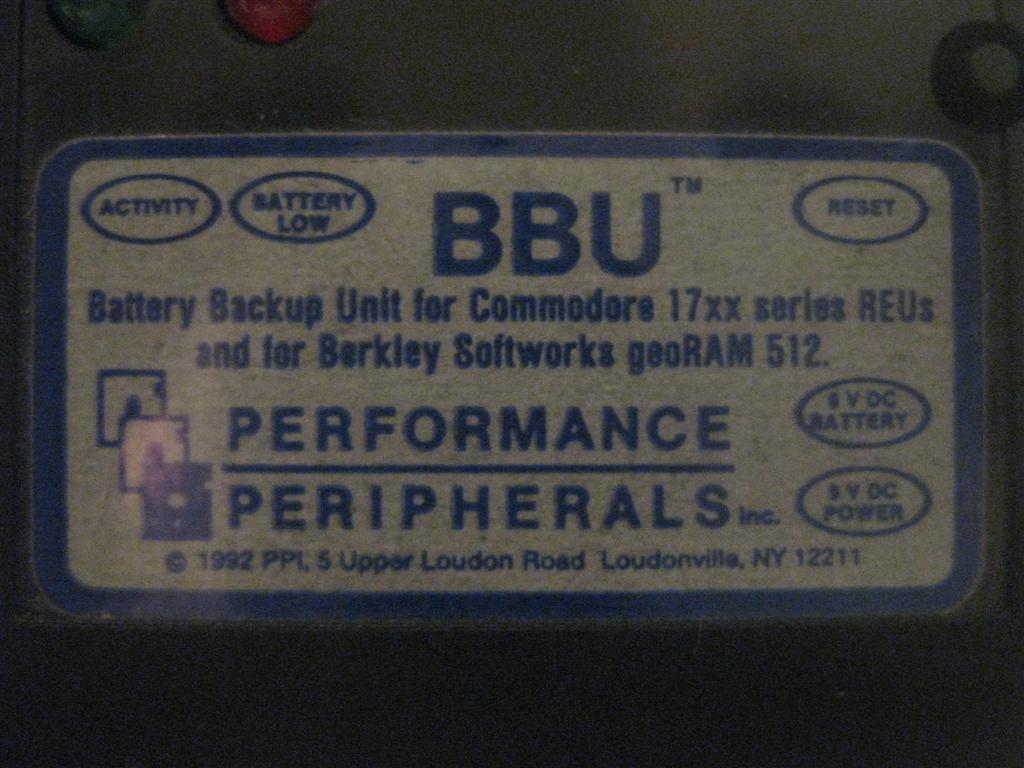 ACTIVITY
BATTERY
LOW
BBU™
RESET
Battery Backup Unit for Commodore 17xx series REUs
and for Berkley Softworks geoRAM 512.
6 V DC
BATTERY
PERFORMANCE
PERIPHERALS Inc.
9 V DC
POWER
© 1992 PPI, 5 Upper Loudon Road Loudonville, NY 12211